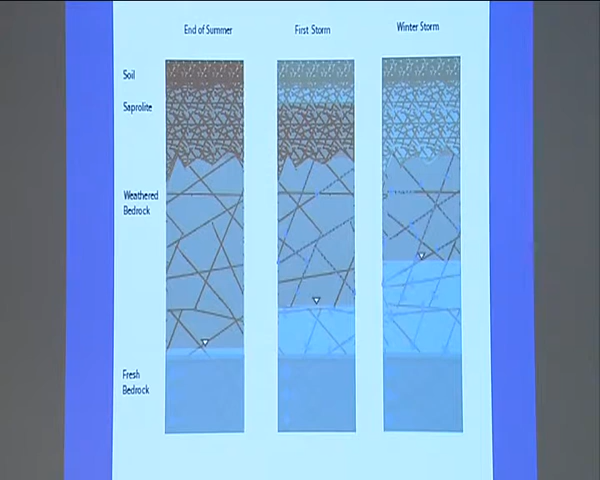 End of Summer
First Storm
Winter Storm
Soil
Saprolite
Weathered
Bedrock
Fresh
Bedrock